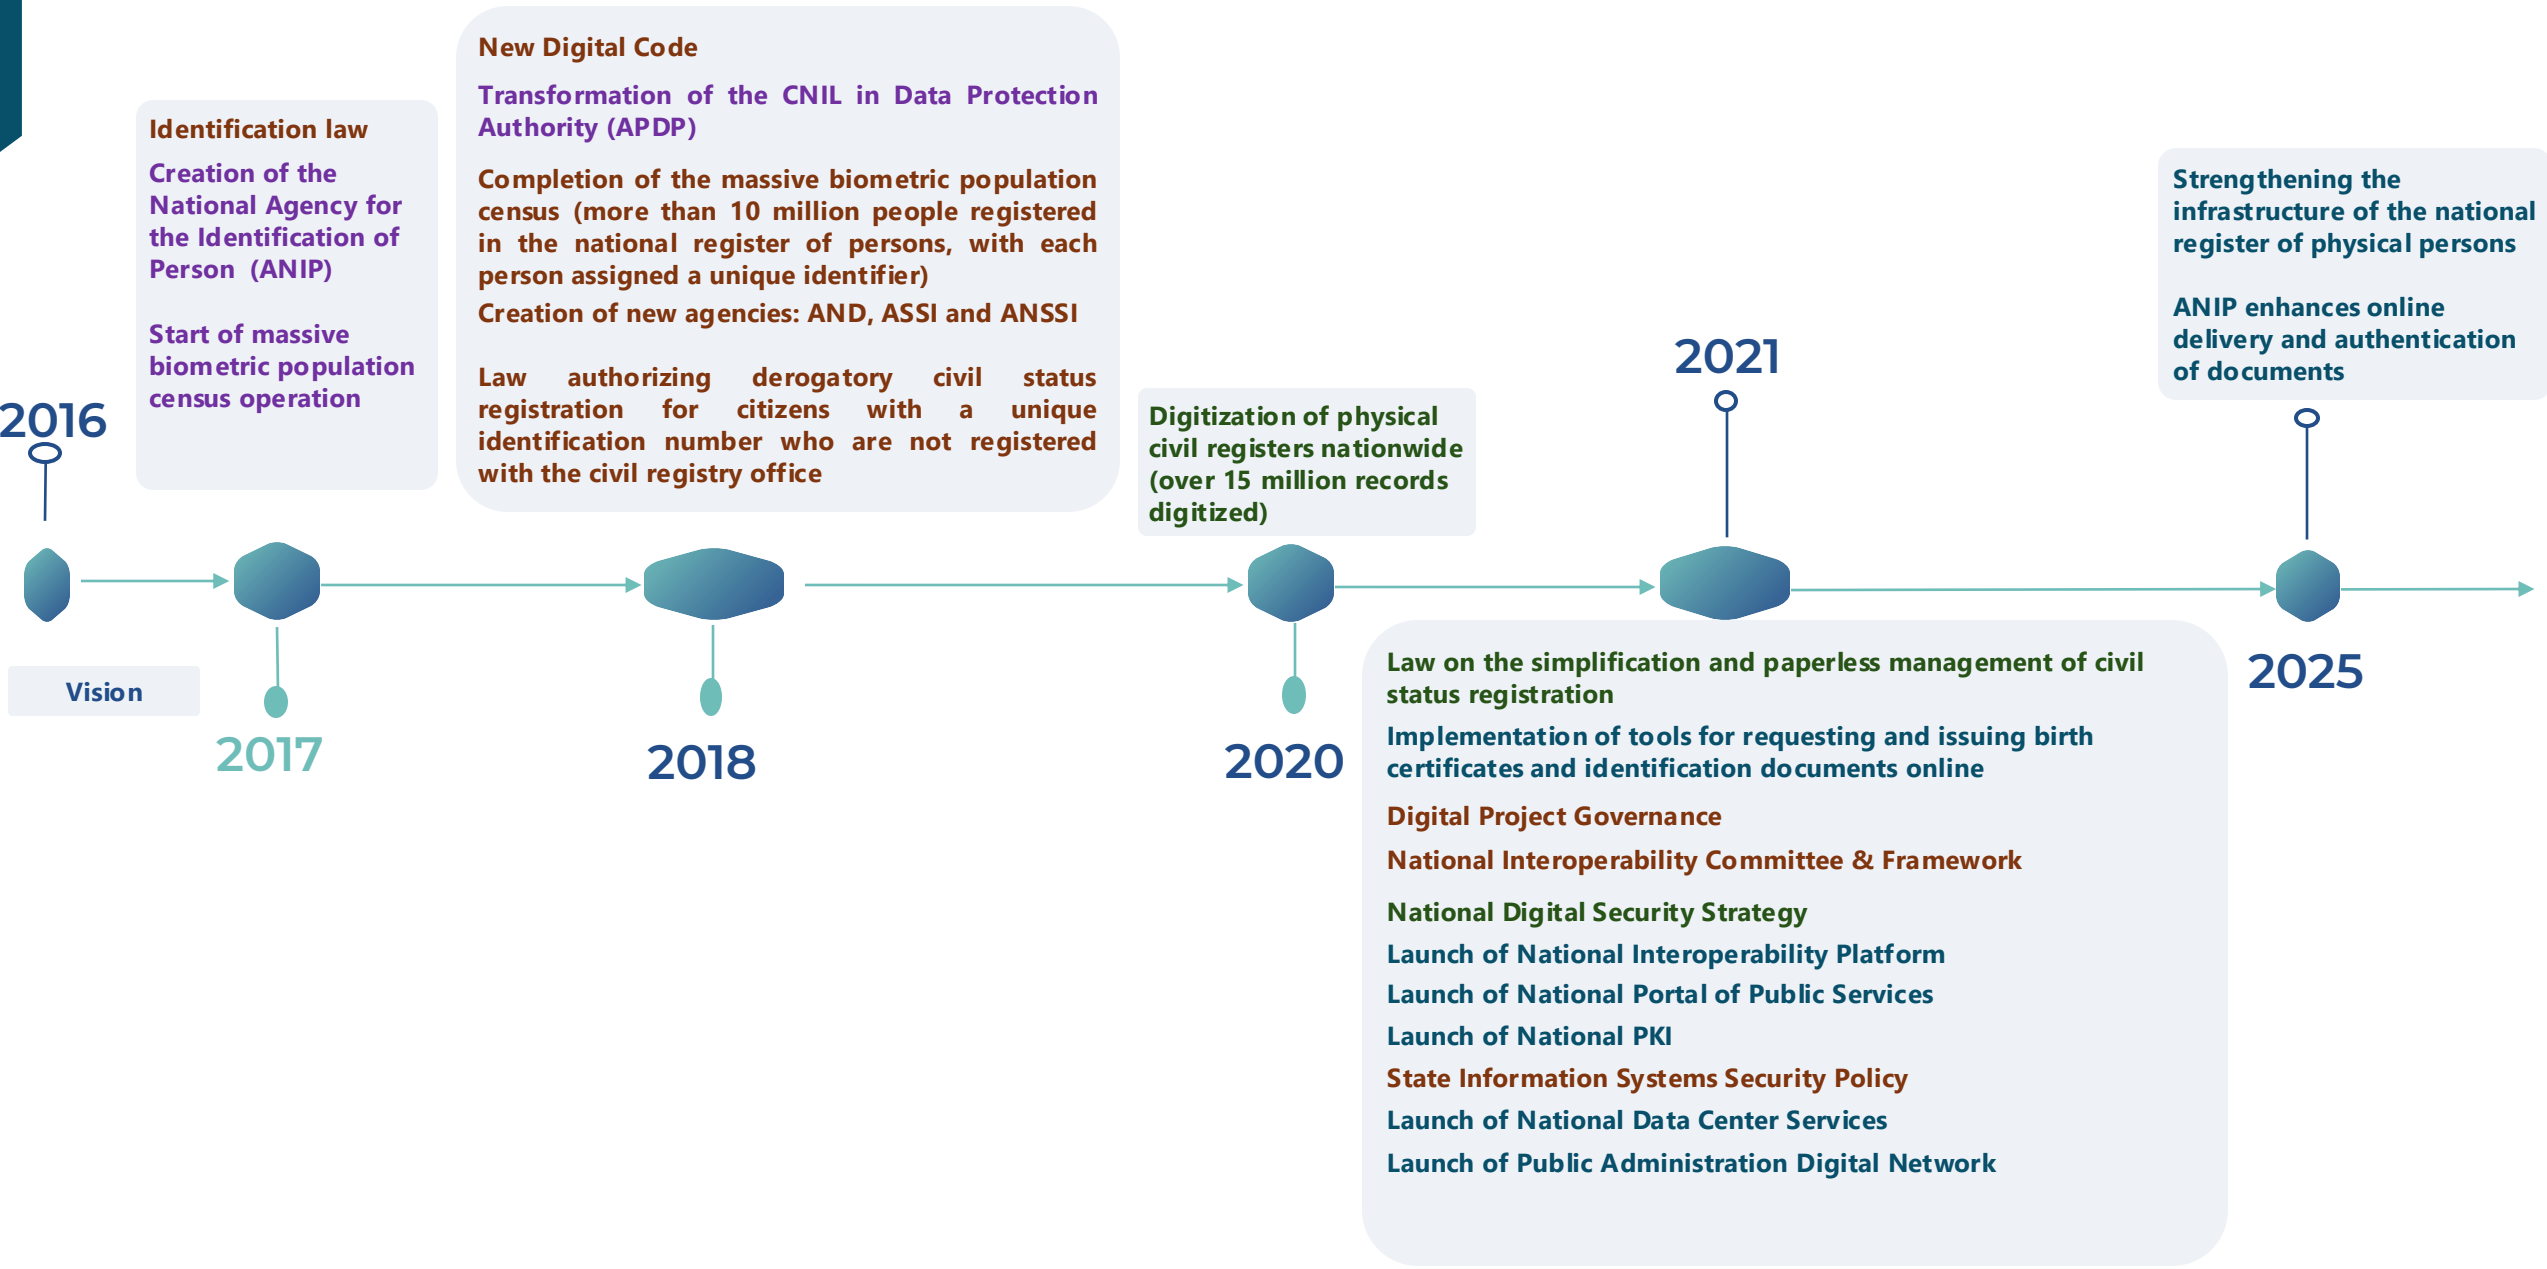 2016
Vision
Identification law
Creation of the
National Agency for
the Identification of
Person (ANIP)
Start of massive
biometric population
census operation
2017
New Digital Code
Transformation of the CNIL in Data Protection
Authority (APDP)
Completion of the massive biometric population
census (more than 10 million people registered
in the national register of persons, with each
person assigned a unique identifier)
Creation of new agencies: AND, ASSI and ANSSI
Law authorizing derogatory civil status
registration for citizens with a unique
identification number who are not registered
with the civil registry office
2018
Digitization of physical
civil registers nationwide
(over 15 million records
digitized)
2020
2021
Law on the simplification and paperless management of civil
status registration
Implementation of tools for requesting and issuing birth
certificates and identification documents online
Digital Project Governance
National Interoperability Committee & Framework
National Digital Security Strategy
Launch of National Interoperability Platform
Launch of National Portal of Public Services
Launch of National PKI
State Information Systems Security Policy
Launch of National Data Center Services
Launch of Public Administration Digital Network
Strengthening the
infrastructure of the national
register of physical persons
ANIP enhances online
delivery and authentication
of documents
2025